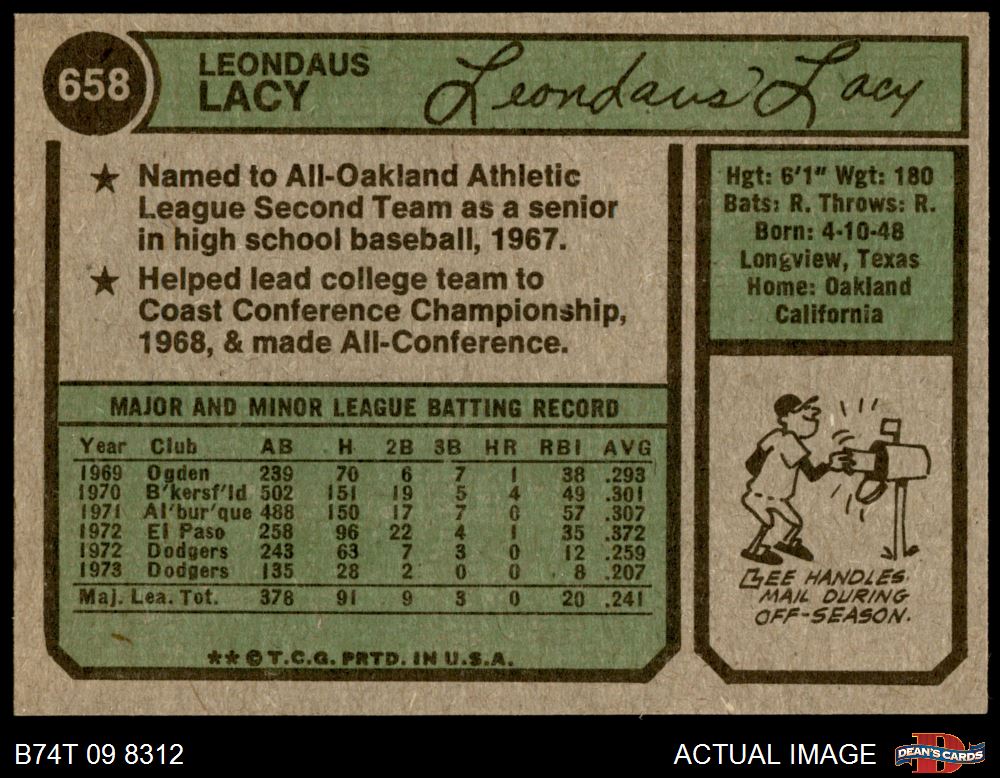 658
LEONDAUS
LACY
Leondaus Lacy
★ Named to All-Oakland Athletic
League Second Team as a senior
in high school baseball, 1967.
★ Helped lead college team to
Coast Conference Championship,
1968, & made All-Conference.
Hgt: 6'1" Wgt: 180
Bats: R. Throws: R.
Born: 4-10-48
Longview, Texas
Home: Oakland
California
MAJOR AND MINOR LEAGUE BATTING RECORD
Year Club AB H 2B 3B HR RBI AVG
1969 Ogden 239 70 6 7 1 38 .293
1970 B'kersf'ld 502 151 19 5 4 49 .301
1971 Al'bur'que 488 150 17 7 0 57 .307
1972 El Paso 258 96 22 4 1 35 .372
1972 Dodgers 243 63 7 3 0 12 .259
1973 Dodgers 135 28 2 0 0 8 .207
Maj. Lea. Tot. 378 91 9 3 0 20 .241
** © T.C.G. PRTD. IN U.S.A.
LEE HANDLES
MAIL DURING
OFF-SEASON.
B74T 09 8312
ACTUAL IMAGE
DEAN'S CARDS